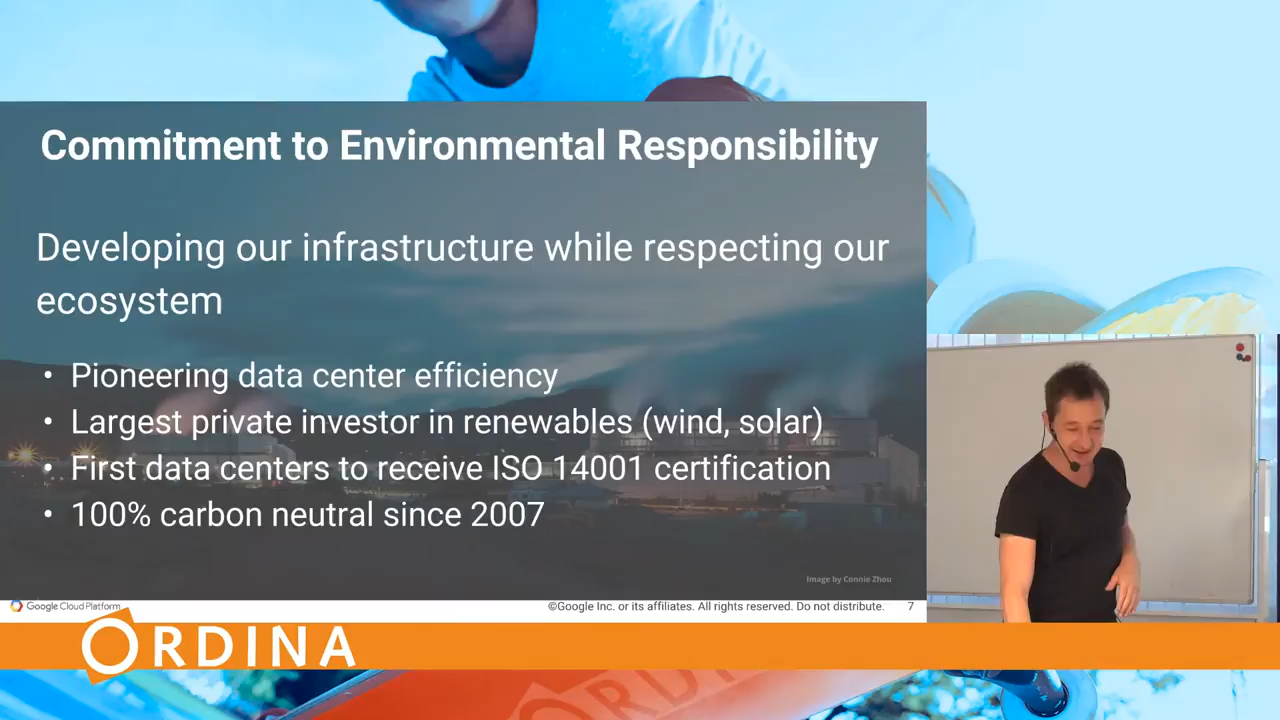 Commitment to Environmental Responsibility
Developing our infrastructure while respecting our
ecosystem
• Pioneering data center efficiency
• Largest private investor in renewables (wind, solar)
• First data centers to receive ISO 14001 certification
• 100% carbon neutral since 2007
Image by Connie Zhou
Google Cloud Platform
©Google Inc. or its affiliates. All rights reserved. Do not distribute.
7
ORDINA
ORDI